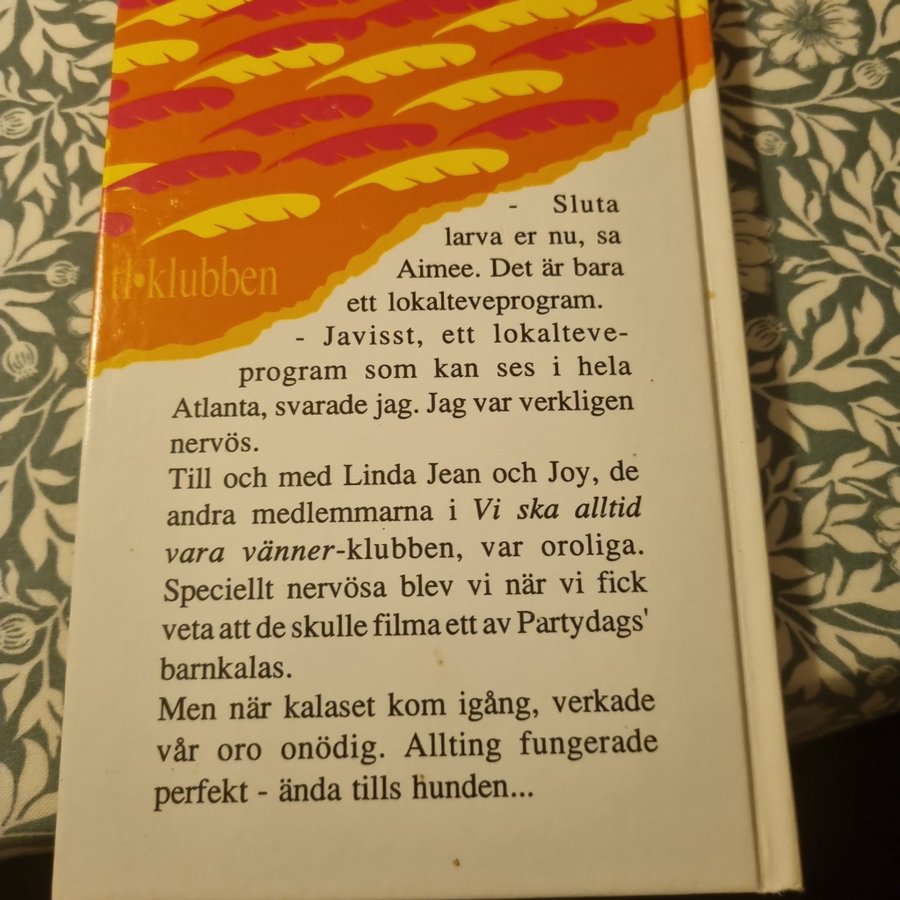 - Sluta
larva er nu, sa
Aimee. Det är bara
ett lokalteveprogram.
- Javisst, ett lokalteve-
program som kan ses i hela
Atlanta, svarade jag. Jag var verkligen
nervös.
Till och med Linda Jean och Joy, de
andra medlemmarna i Vi ska alltid
vara vänner-klubben, var oroliga.
Speciellt nervösa blev vi när vi fick
veta att de skulle filma ett av Partydags'
barnkalas.
Men när kalaset kom igång, verkade
vår oro onödig. Allting fungerade
perfekt - ända tills hunden...
tl•klubben